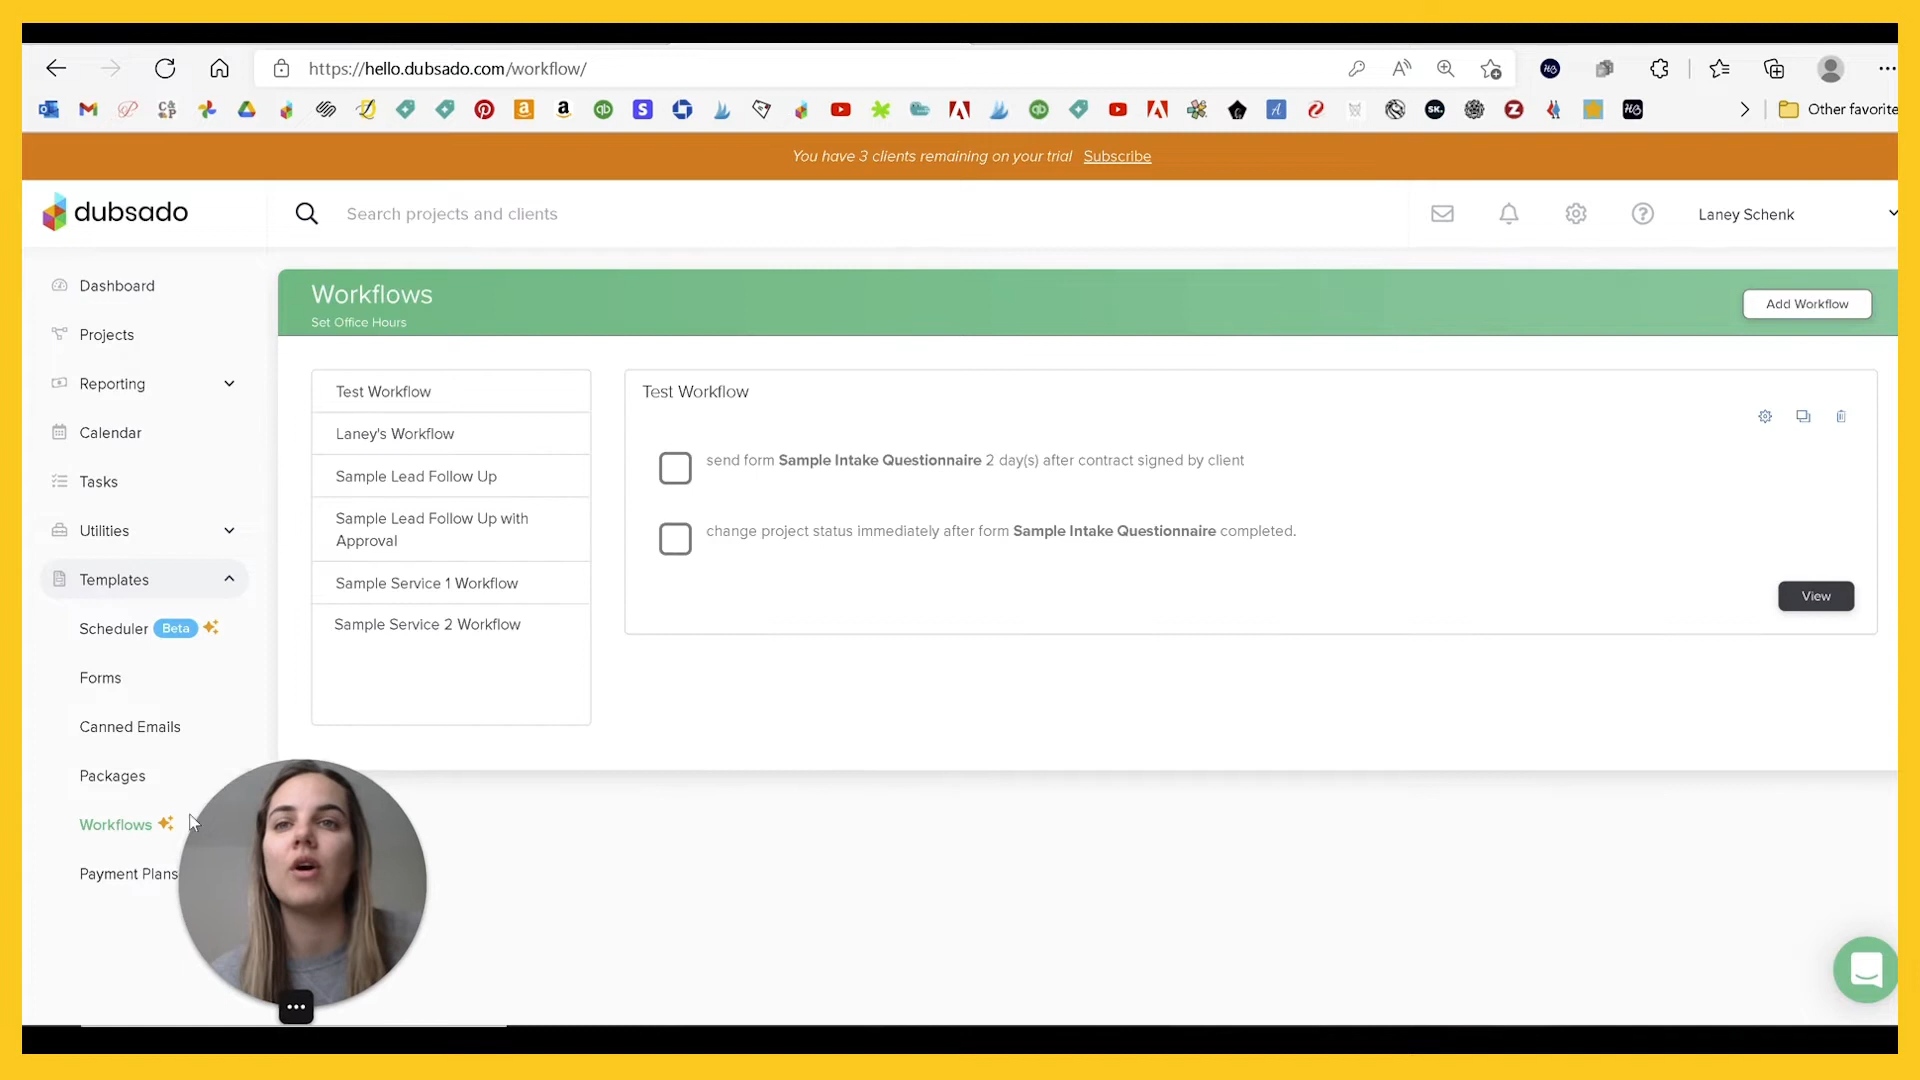 https://hello.dubsado.com/workflow/
Other favorite
You have 3 clients remaining on your trial Subscribe
dubsado
Search projects and clients
Laney Schenk
Dashboard
Projects
Reporting
Calendar
Tasks
Utilities
Templates
Scheduler Beta
Forms
Canned Emails
Packages
Workflows
Payment Plans
Workflows
Set Office Hours
Add Workflow
Test Workflow
Laney's Workflow
Sample Lead Follow Up
Sample Lead Follow Up with
Approval
Sample Service 1 Workflow
Sample Service 2 Workflow
Test Workflow
send form Sample Intake Questionnaire 2 day(s) after contract signed by client
change project status immediately after form Sample Intake Questionnaire completed.
View